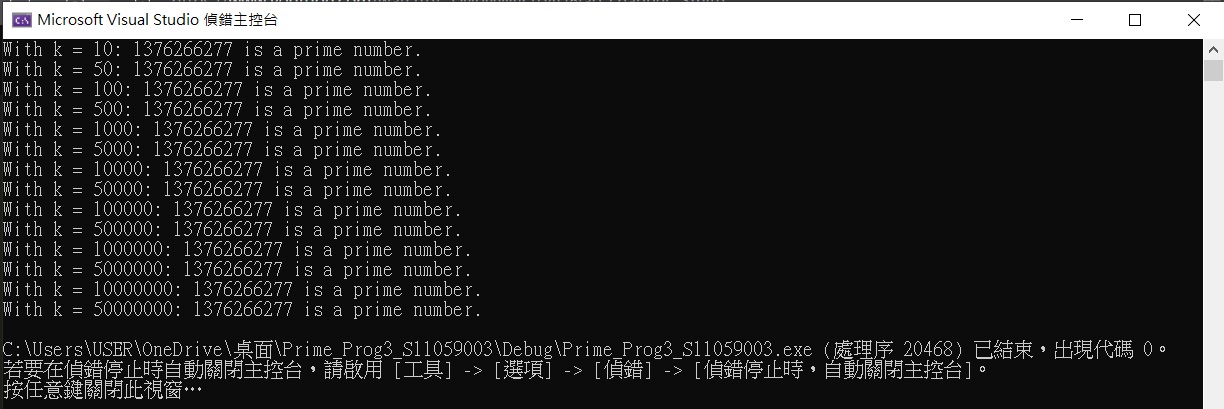 Microsoft Visual Studio 偵錯主控台
With k = 10: 1376266277 is a prime number.
With k = 50: 1376266277 is a prime number.
With k = 100: 1376266277 is a prime number.
With k = 500: 1376266277 is a prime number.
With k = 1000: 1376266277 is a prime number.
With k = 5000: 1376266277 is a prime number.
With k = 10000: 1376266277 is a prime number.
With k = 50000: 1376266277 is a prime number.
With k = 100000: 1376266277 is a prime number.
With k = 500000: 1376266277 is a prime number.
With k = 1000000: 1376266277 is a prime number.
With k = 5000000: 1376266277 is a prime number.
With k = 10000000: 1376266277 is a prime number.
With k = 50000000: 1376266277 is a prime number.
C:\Users\USER\OneDrive\桌面\Prime_Prog3_S11059003\Debug\Prime_Prog3_S11059003.exe (處理序 20468) 已結束，出現代碼 0。
若要在偵錯停止時自動關閉主控台，請啟用 [工具] -> [選項] -> [偵錯] -> [偵錯停止時，自動關閉主控台]。
按任意鍵關閉此視窗…